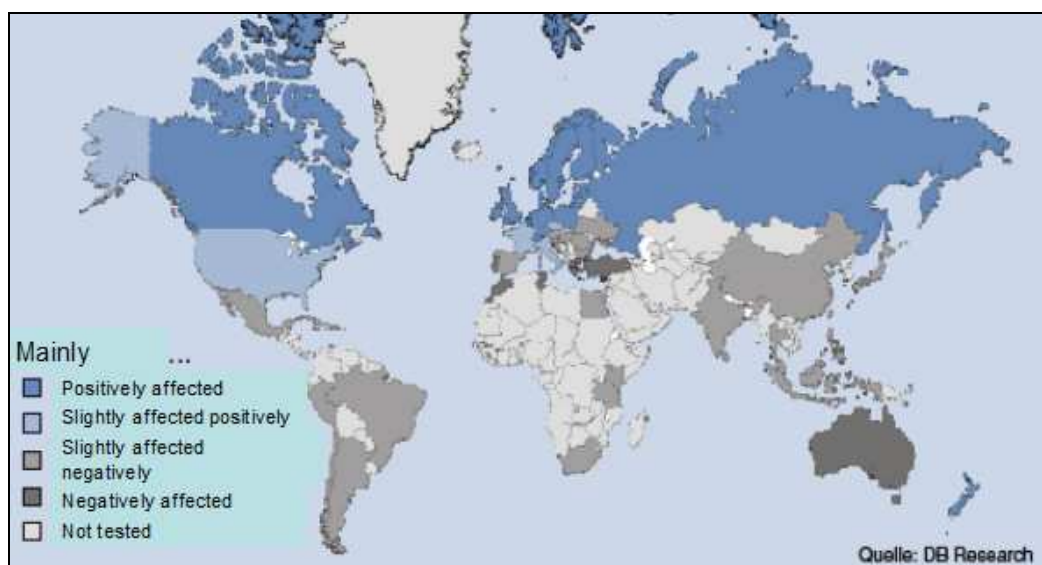 Mainly ...
Positively affected
Slightly affected positively
Slightly affected
negatively
Negatively affected
Not tested
Quelle: DB Research